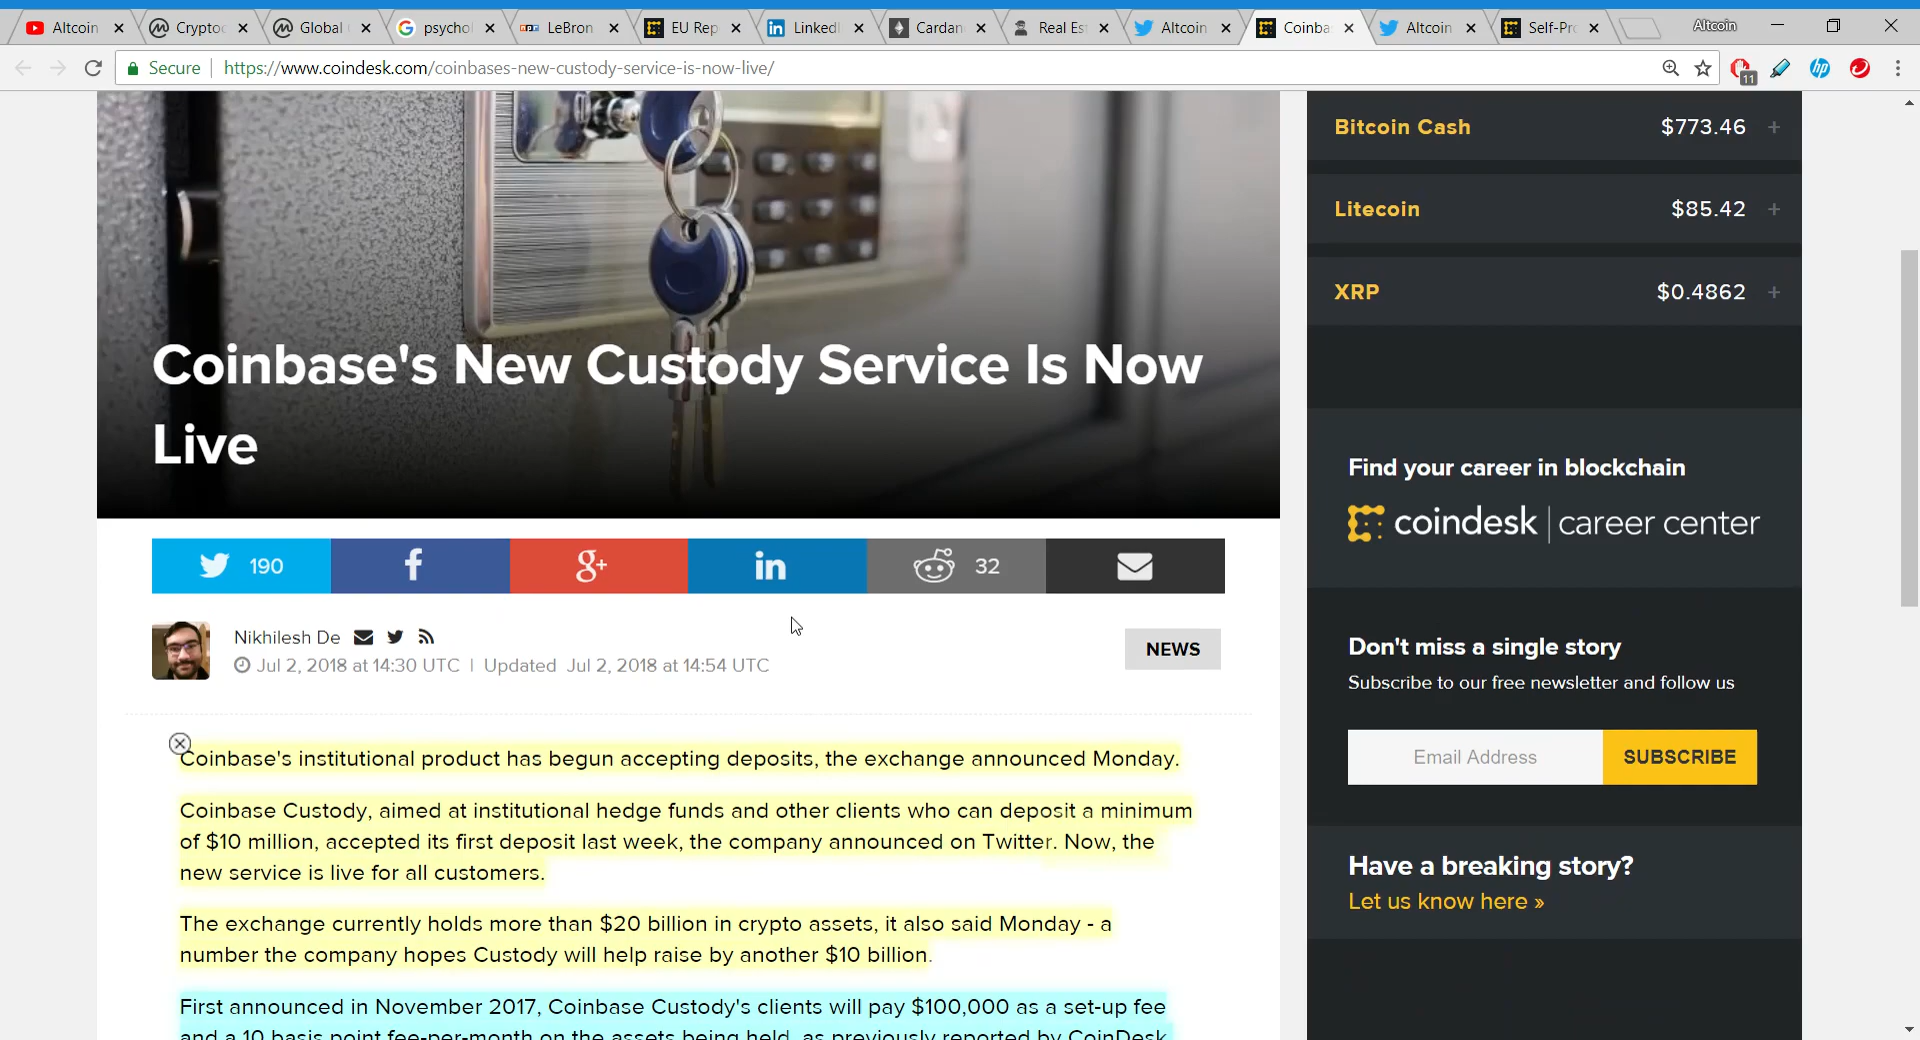 Altcoin
Cryptoc
Global
psychol
LeBron
EU Rep
LinkedI
Cardan
Real Es
Altcoin
Coinba
Altcoin
Self-Pro
Altcoin
Secure
https://www.coindesk.com/coinbases-new-custody-service-is-now-live/
11
Coinbase's New Custody Service Is Now
Live
190
32
Nikhilesh De
Jul 2, 2018 at 14:30 UTC | Updated Jul 2, 2018 at 14:54 UTC
NEWS
Coinbase's institutional product has begun accepting deposits, the exchange announced Monday.
Coinbase Custody, aimed at institutional hedge funds and other clients who can deposit a minimum
of $10 million, accepted its first deposit last week, the company announced on Twitter. Now, the
new service is live for all customers.
The exchange currently holds more than $20 billion in crypto assets, it also said Monday - a
number the company hopes Custody will help raise by another $10 billion.
First announced in November 2017, Coinbase Custody's clients will pay $100,000 as a set-up fee
and a 10 basis point fee-per-month on the assets being held, as previously reported by CoinDesk.
Bitcoin Cash $773.46 +
Litecoin $85.42 +
XRP $0.4862 +
Find your career in blockchain
coindesk | career center
Don't miss a single story
Subscribe to our free newsletter and follow us
Email Address SUBSCRIBE
Have a breaking story?
Let us know here »